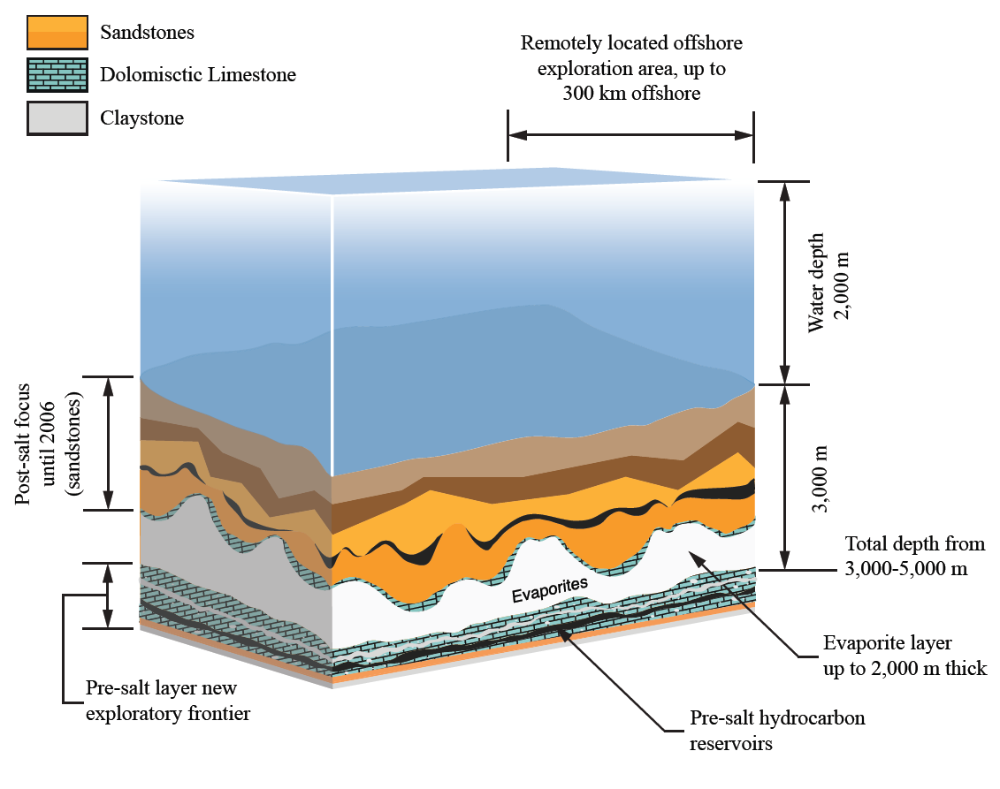 Sandstones
Dolomisctic Limestone
Claystone
Remotely located offshore
exploration area, up to
300 km offshore
Water depth
2,000 m
Post-salt focus
until 2006
(sandstones)
3,000 m
Total depth from
3,000-5,000 m
Evaporites
Evaporite layer
up to 2,000 m thick
Pre-salt layer new
exploratory frontier
Pre-salt hydrocarbon
reservoirs